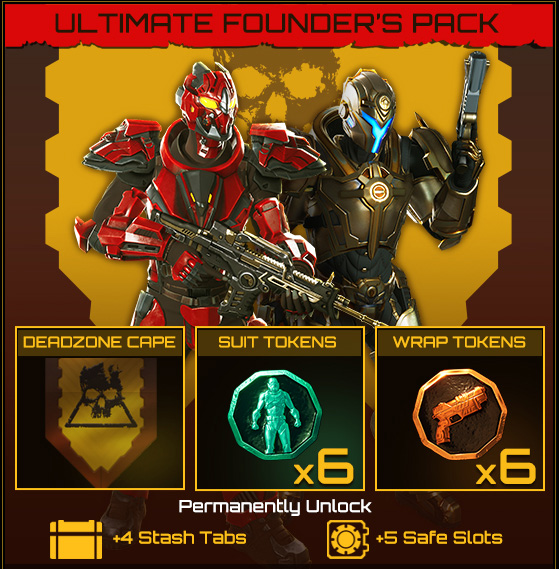 ULTIMATE FOUNDER'S PACK
DEADZONE CAPE
SUIT TOKENS
WRAP TOKENS
x6
x6
Permanently Unlock
+4 Stash Tabs
+5 Safe Slots